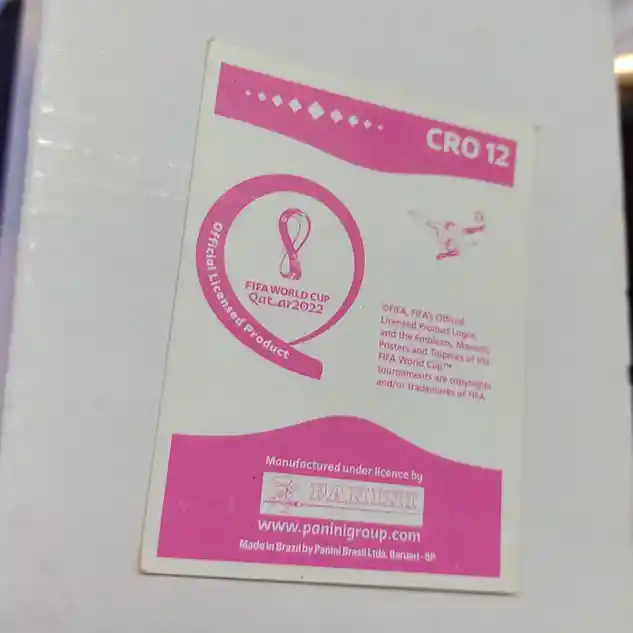 CRO 12
Official Licensed Product
FIFA WORLD CUP
Qatar2022
©FIFA, FIFA's Official
Licensed Product Logos,
and the Emblems, Mascots,
Posters and Trophies of the
FIFA World Cup™
tournaments are copyrights
and/or trademarks of FIFA.
Manufactured under licence by
PANINI
www.paninigroup.com
Made in Brazil by Panini Brasil Ltda. Barueri - SP